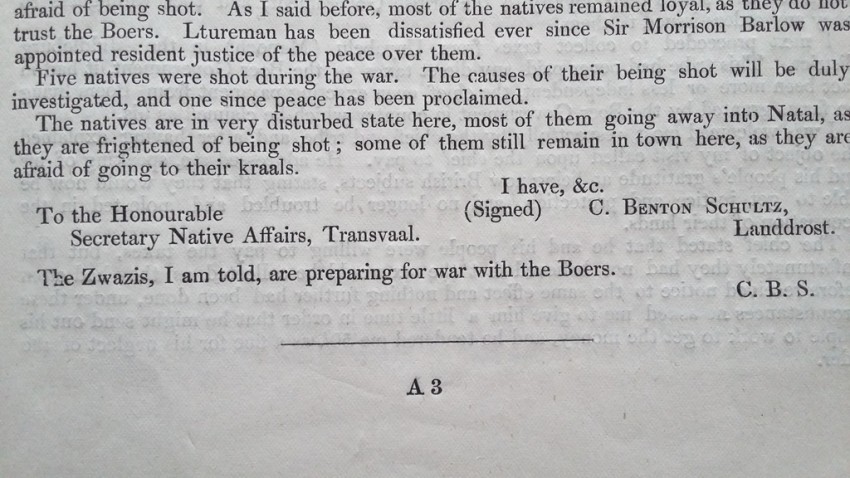 afraid of being shot. As I said before, most of the natives remained loyal, as they do not
trust the Boers. Ltureman has been dissatisfied ever since Sir Morrison Barlow was
appointed resident justice of the peace over them.
Five natives were shot during the war. The causes of their being shot will be duly
investigated, and one since peace has been proclaimed.
The natives are in very disturbed state here, most of them going away into Natal, as
they are frightened of being shot; some of them still remain in town here, as they are
afraid of going to their kraals.
I have, &c.
To the Honourable (Signed) C. BENTON SCHULTZ,
Secretary Native Affairs, Transvaal. Landdrost.
The Zwazis, I am told, are preparing for war with the Boers.
C. B. S.
A 3